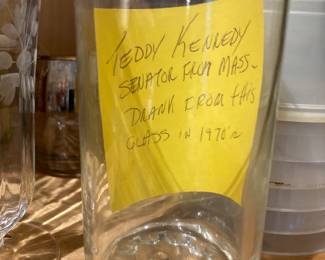 TEDDY KENNEDY
SENATOR FROM MASS.
DRANK FROM THIS
GLASS IN 1970's